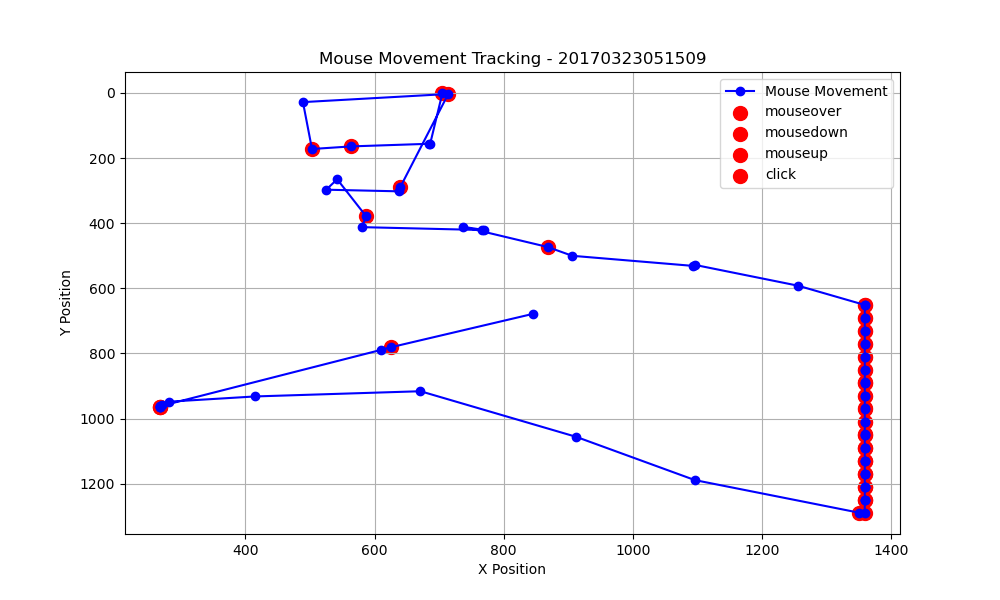 Mouse Movement Tracking - 20170323051509
Mouse Movement
mouseover
mousedown
mouseup
click
Y Position
0
200
400
600
800
1000
1200
400
600
800
1000
1200
1400
X Position